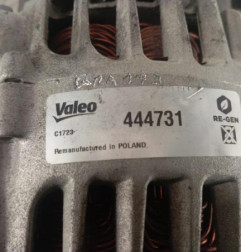 Valeo 444731
C1723
RE-GEN
Remanufactured in POLAND